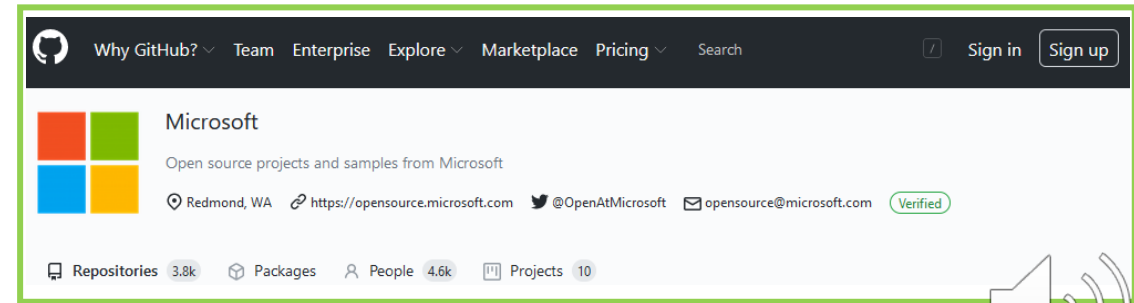 Why GitHub? Team Enterprise Explore Marketplace Pricing Search / Sign in Sign up
Microsoft
Open source projects and samples from Microsoft
Redmond, WA https://opensource.microsoft.com @OpenAtMicrosoft opensource@microsoft.com Verified
Repositories 3.8k Packages People 4.6k Projects 10